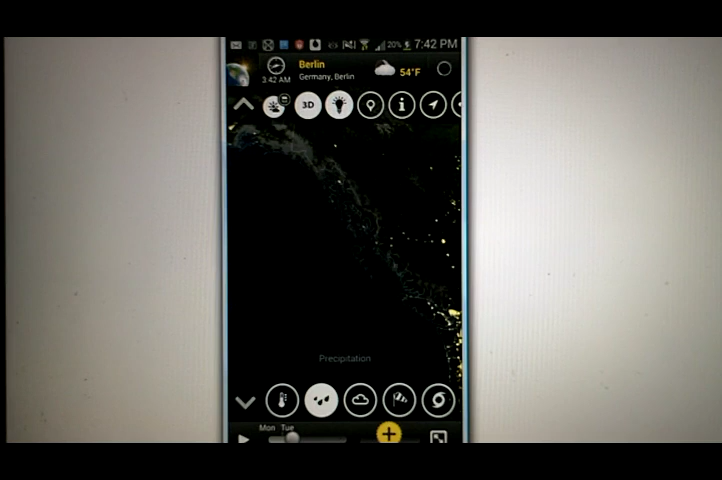 20% 7:42 PM
Berlin
Germany, Berlin
3:42 AM
54°F
3D
Precipitation
Mon Tue